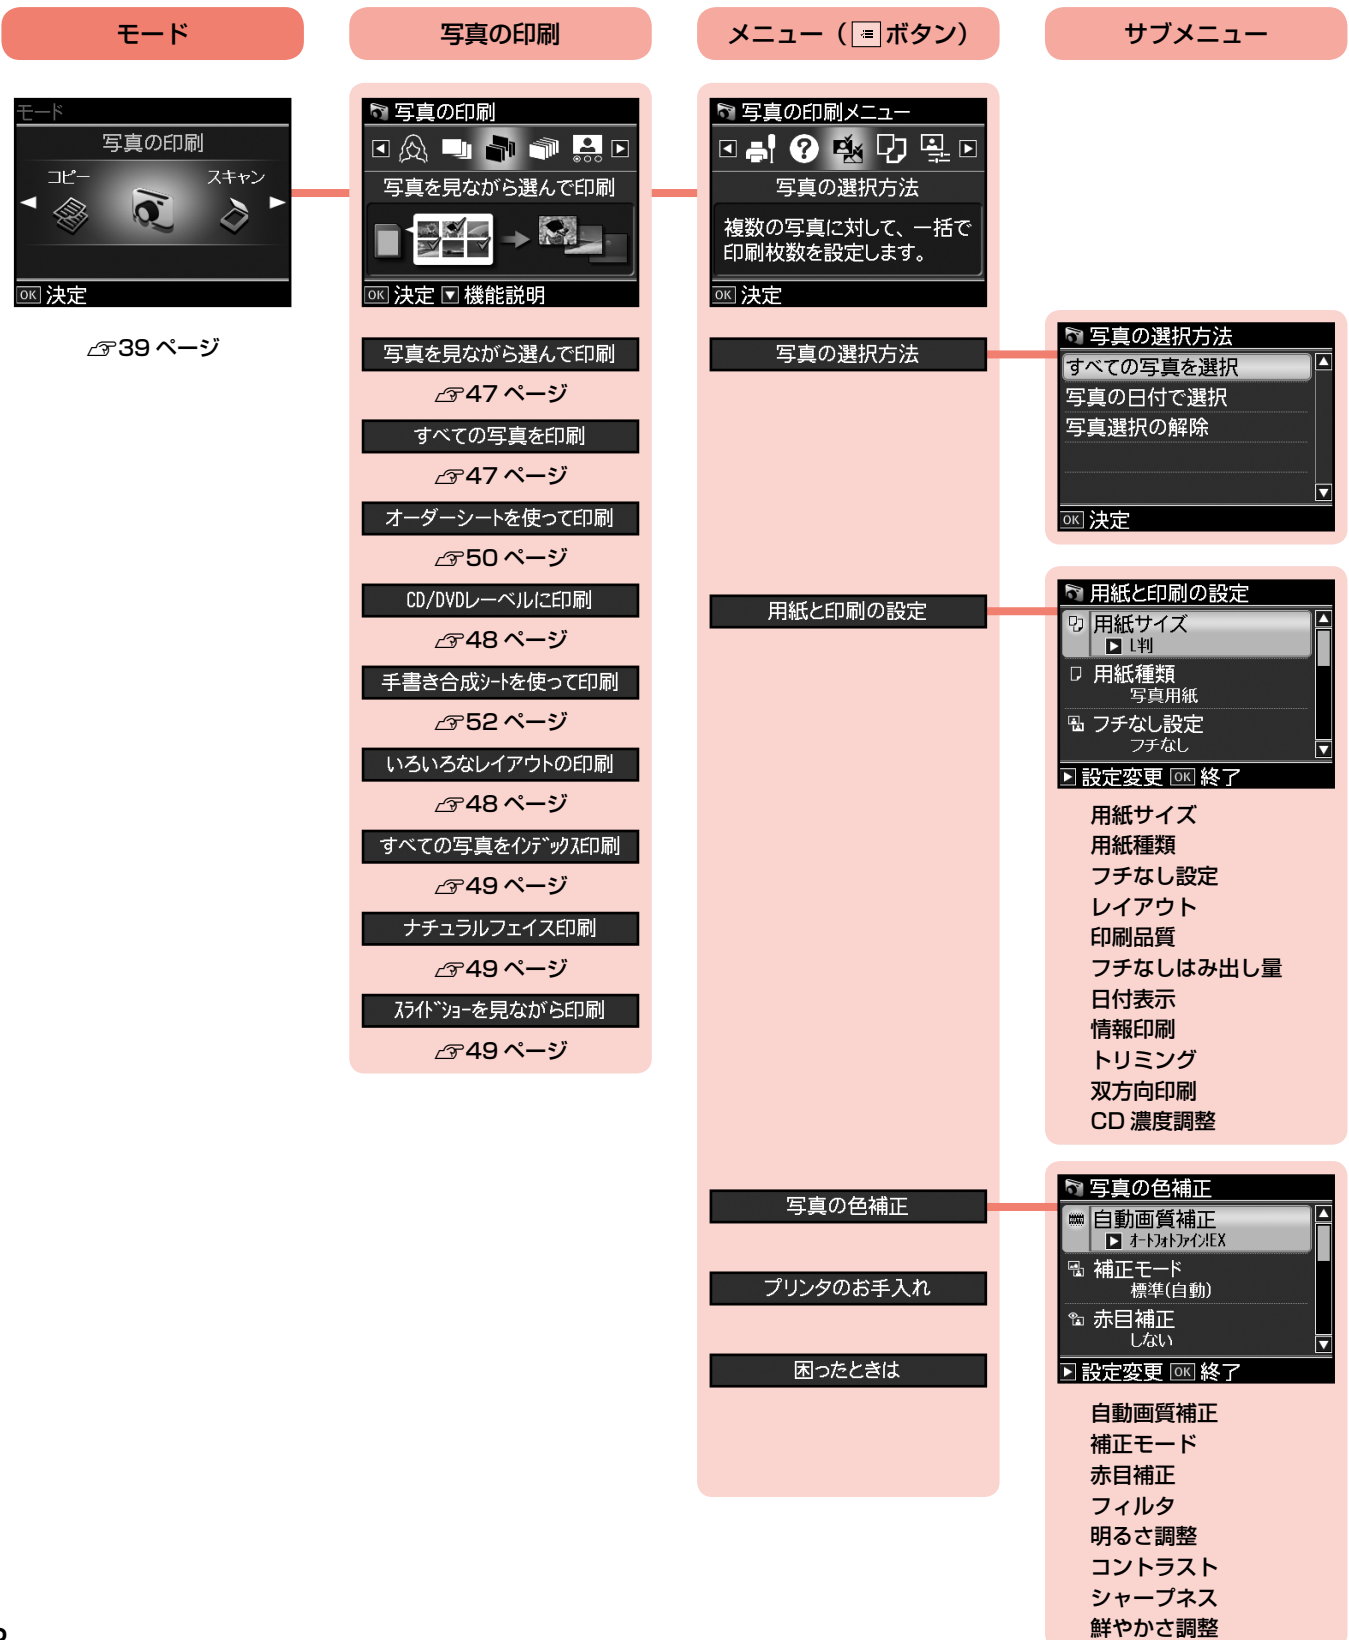 モード
写真の印刷
メニュー（ボタン）
サブメニュー
モード
写真の印刷
コピー
スキャン
OK 決定
39 ページ
写真の印刷
写真を見ながら選んで印刷
OK 決定 ▼ 機能説明
写真を見ながら選んで印刷
47 ページ
すべての写真を印刷
47 ページ
オーダーシートを使って印刷
50 ページ
CD/DVDレーベルに印刷
48 ページ
手書き合成ｼｰﾄを使って印刷
52 ページ
いろいろなレイアウトの印刷
48 ページ
すべての写真をｲﾝﾃﾞｯｸｽ印刷
49 ページ
ナチュラルフェイス印刷
49 ページ
ｽﾗｲﾄﾞｼｮｰを見ながら印刷
49 ページ
写真の印刷メニュー
写真の選択方法
複数の写真に対して、一括で
印刷枚数を設定します。
OK 決定
写真の選択方法
用紙と印刷の設定
写真の色補正
プリンタのお手入れ
困ったときは
写真の選択方法
すべての写真を選択
写真の日付で選択
写真選択の解除
OK 決定
用紙と印刷の設定
用紙サイズ
L判
用紙種類
写真用紙
フチなし設定
フチなし
設定変更 OK 終了
用紙サイズ
用紙種類
フチなし設定
レイアウト
印刷品質
フチなしはみ出し量
日付表示
情報印刷
トリミング
双方向印刷
CD 濃度調整
写真の色補正
自動画質補正
ｵｰﾄﾌｫﾄﾌｧｲﾝ!EX
補正モード
標準(自動)
赤目補正
しない
設定変更 OK 終了
自動画質補正
補正モード
赤目補正
フィルタ
明るさ調整
コントラスト
シャープネス
鮮やかさ調整